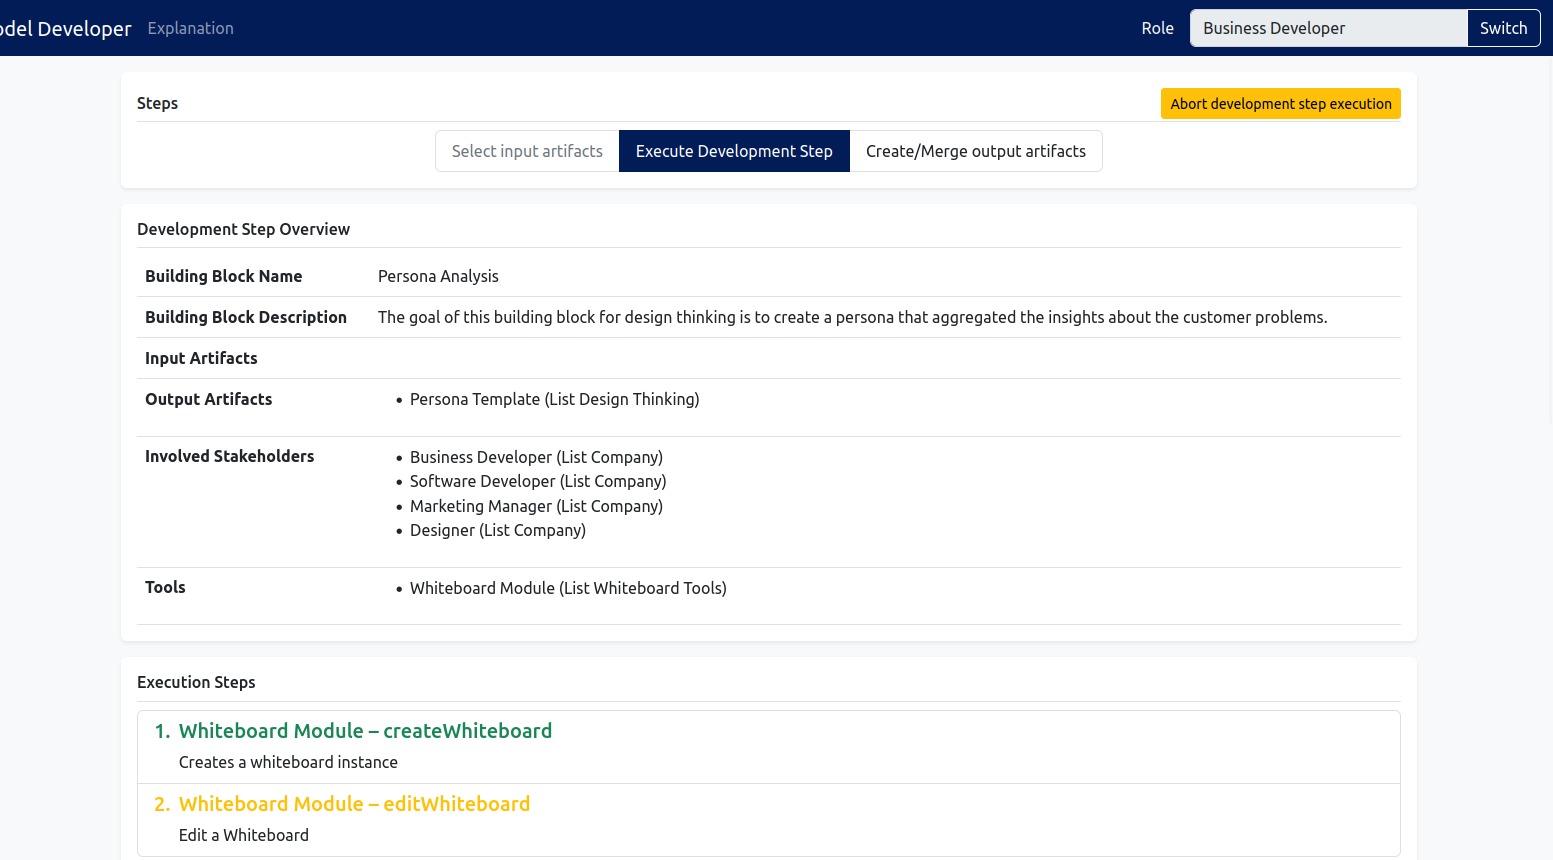 odel Developer Explanation Role Business Developer Switch
Steps Abort development step execution
Select input artifacts Execute Development Step Create/Merge output artifacts
Development Step Overview
Building Block Name Persona Analysis
Building Block Description The goal of this building block for design thinking is to create a persona that aggregated the insights about the customer problems.
Input Artifacts
Output Artifacts • Persona Template (List Design Thinking)
Involved Stakeholders • Business Developer (List Company)
• Software Developer (List Company)
• Marketing Manager (List Company)
• Designer (List Company)
Tools • Whiteboard Module (List Whiteboard Tools)
Execution Steps
1. Whiteboard Module – createWhiteboard
Creates a whiteboard instance
2. Whiteboard Module – editWhiteboard
Edit a Whiteboard